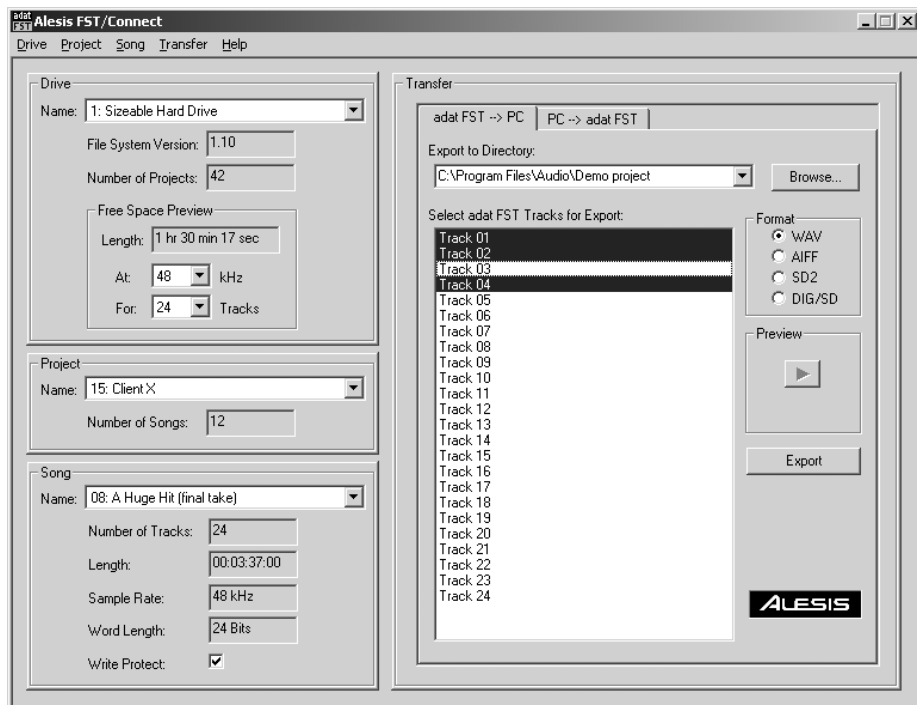 adat FST Alesis FST/Connect
Drive Project Song Transfer Help
Drive
Name: 1: Sizeable Hard Drive
File System Version: 1.10
Number of Projects: 42
Free Space Preview
Length: 1 hr 30 min 17 sec
At: 48 kHz
For: 24 Tracks
Project
Name: 15: Client X
Number of Songs: 12
Song
Name: 08: A Huge Hit (final take)
Number of Tracks: 24
Length: 00:03:37:00
Sample Rate: 48 kHz
Word Length: 24 Bits
Write Protect:
Transfer
adat FST --> PC PC --> adat FST
Export to Directory:
C:\Program Files\Audio\Demo project Browse...
Select adat FST Tracks for Export:
Track 01
Track 02
Track 03
Track 04
Track 05
Track 06
Track 07
Track 08
Track 09
Track 10
Track 11
Track 12
Track 13
Track 14
Track 15
Track 16
Track 17
Track 18
Track 19
Track 20
Track 21
Track 22
Track 23
Track 24
Format
WAV
AIFF
SD2
DIG/SD
Preview
Export
ALESIS